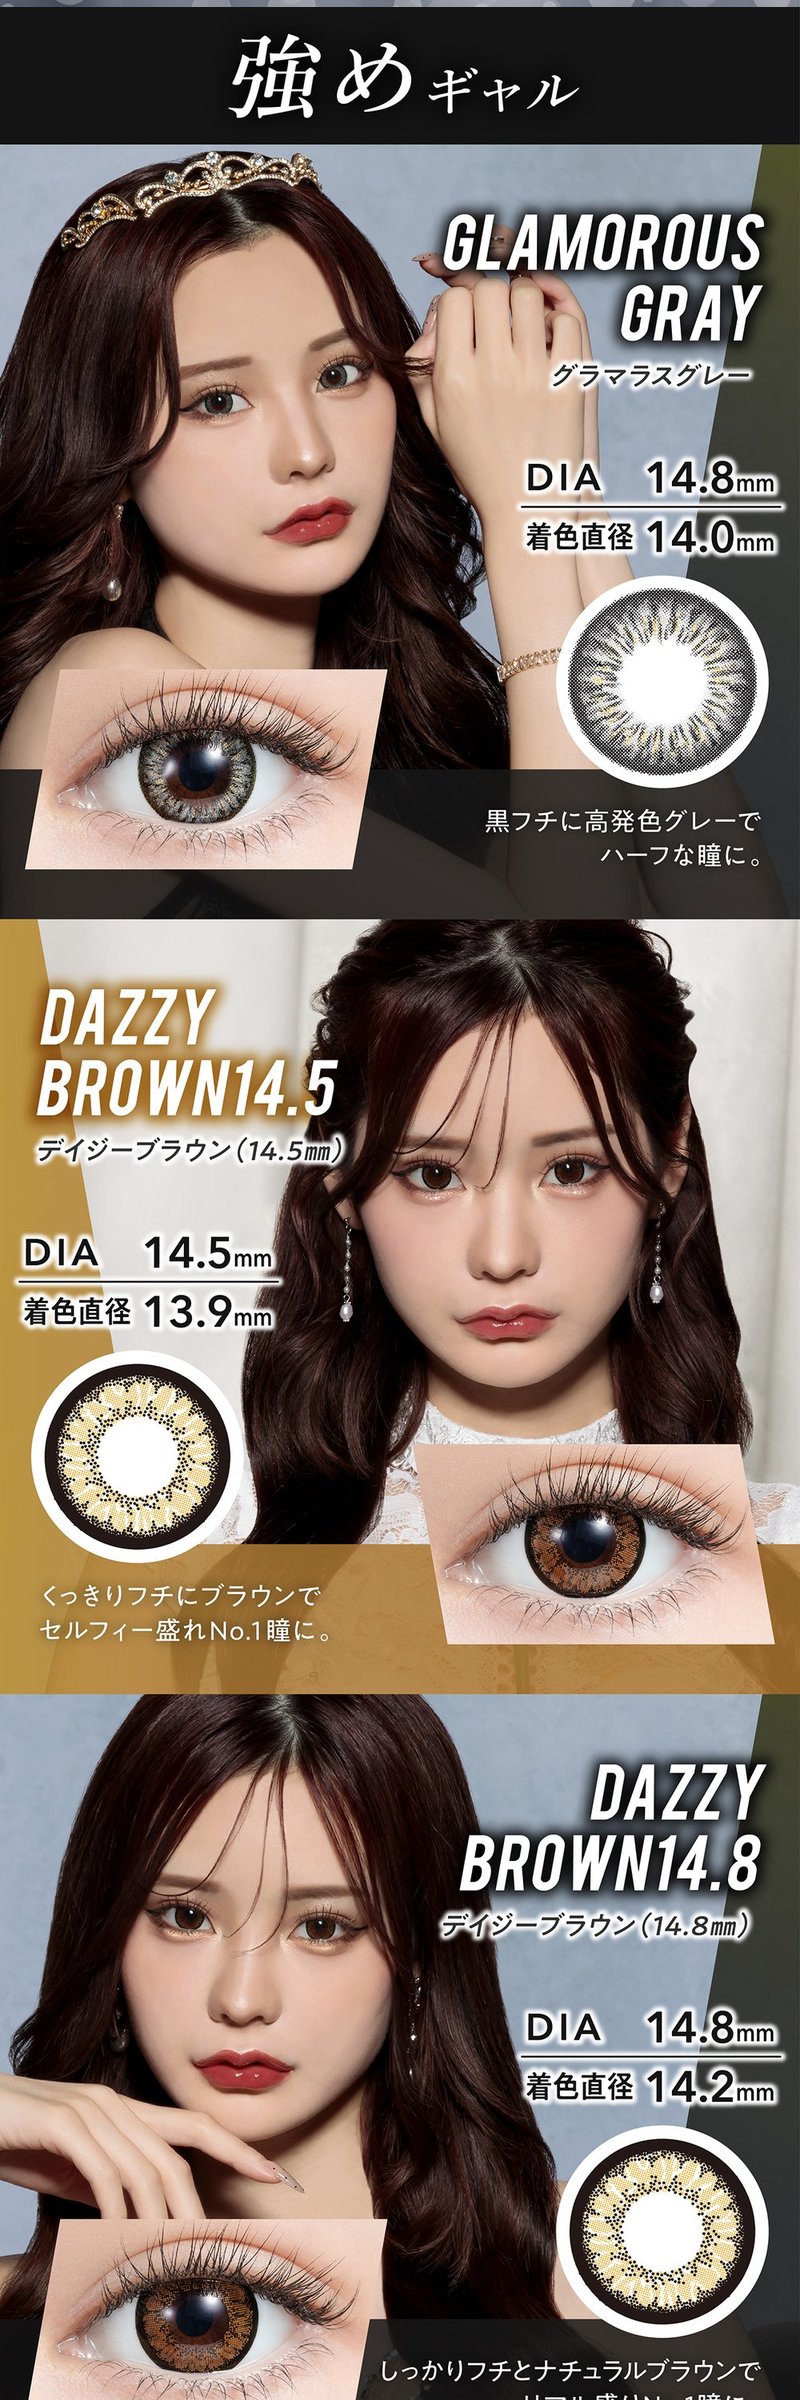 強めギャル
GLAMOROUS
GRAY
グラマラスグレー
DIA 14.8mm
着色直径 14.0mm
黒フチに高発色グレーで
ハーフな瞳に。
DAZZY
BROWN14.5
デイジーブラウン(14.5㎜)
DIA 14.5mm
着色直径 13.9mm
くっきりフチにブラウンで
セルフィー盛れNo.1瞳に。
DAZZY
BROWN14.8
デイジーブラウン(14.8㎜)
DIA 14.8mm
着色直径 14.2mm
しっかりフチとナチュラルブラウンで